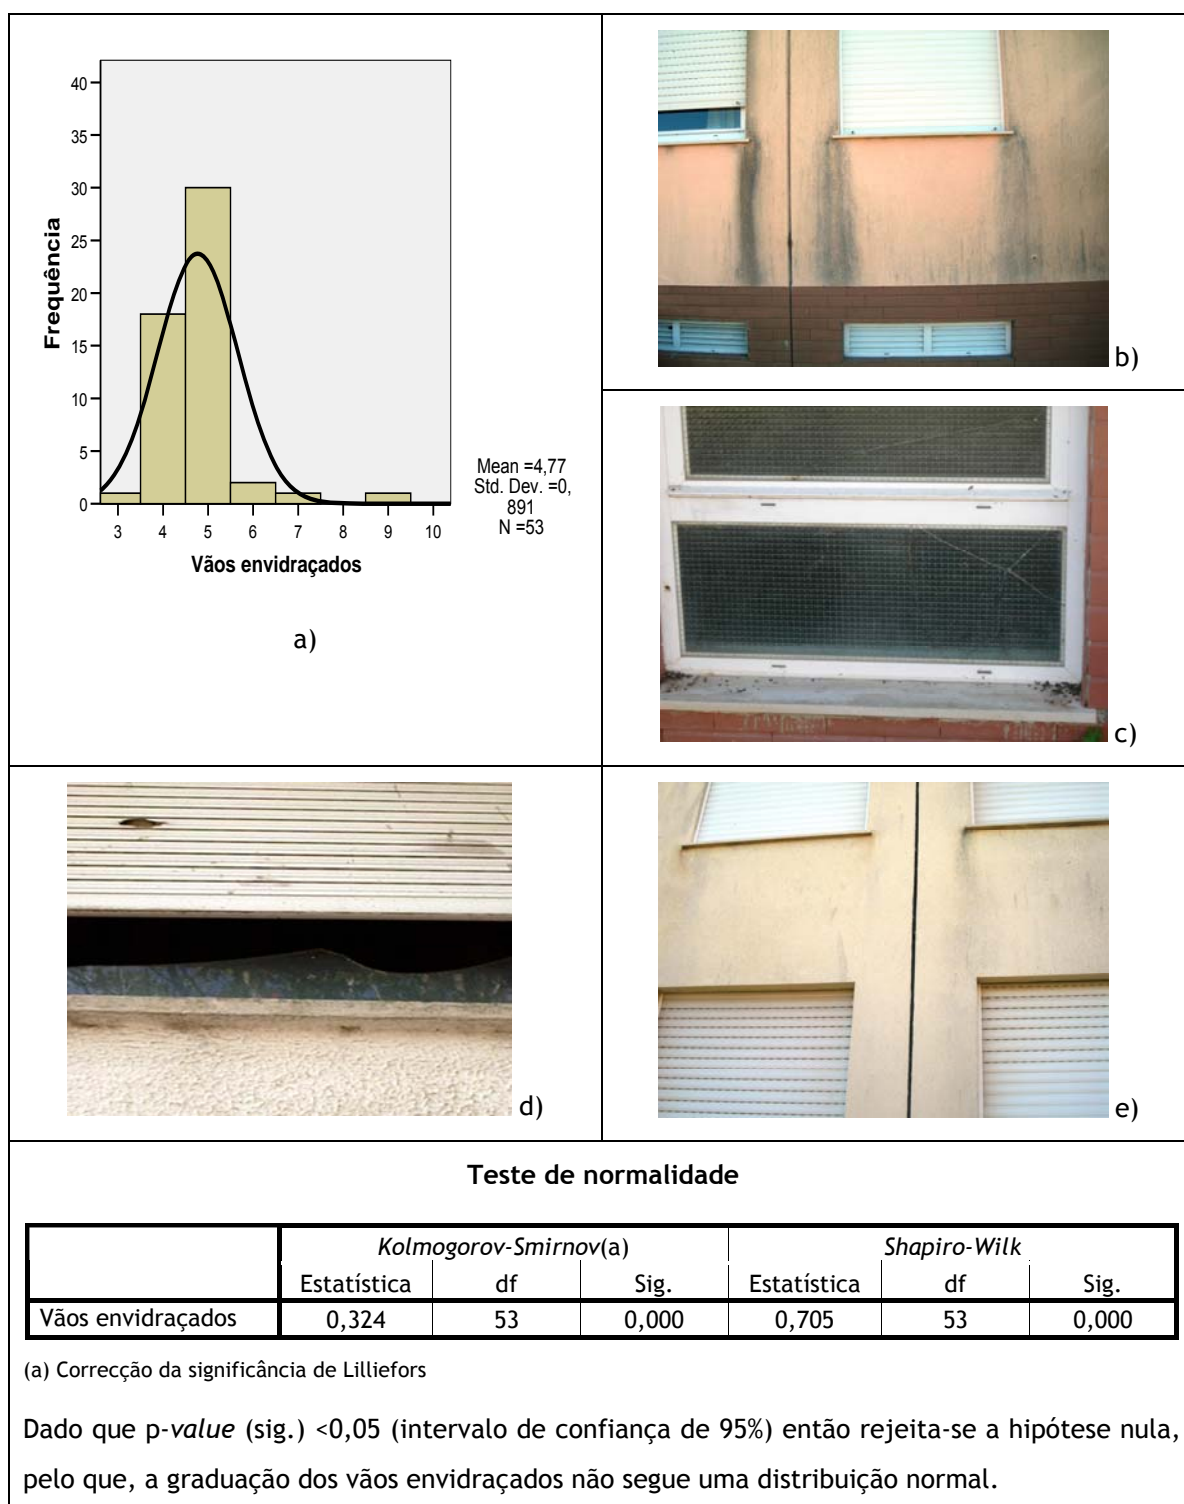 40
35
30
25
20
15
10
5
0
Frequência
3 4 5 6 7 8 9 10
Vãos envidraçados
Mean =4,77
Std. Dev. =0,
891
N =53
a)
b)
c)
d)
e)
Teste de normalidade
Kolmogorov-Smirnov(a) Shapiro-Wilk
Estatística df Sig. Estatística df Sig.
Vãos envidraçados 0,324 53 0,000 0,705 53 0,000
(a) Correcção da significância de Lilliefors
Dado que p-value (sig.) <0,05 (intervalo de confiança de 95%) então rejeita-se a hipótese nula,
pelo que, a graduação dos vãos envidraçados não segue uma distribuição normal.